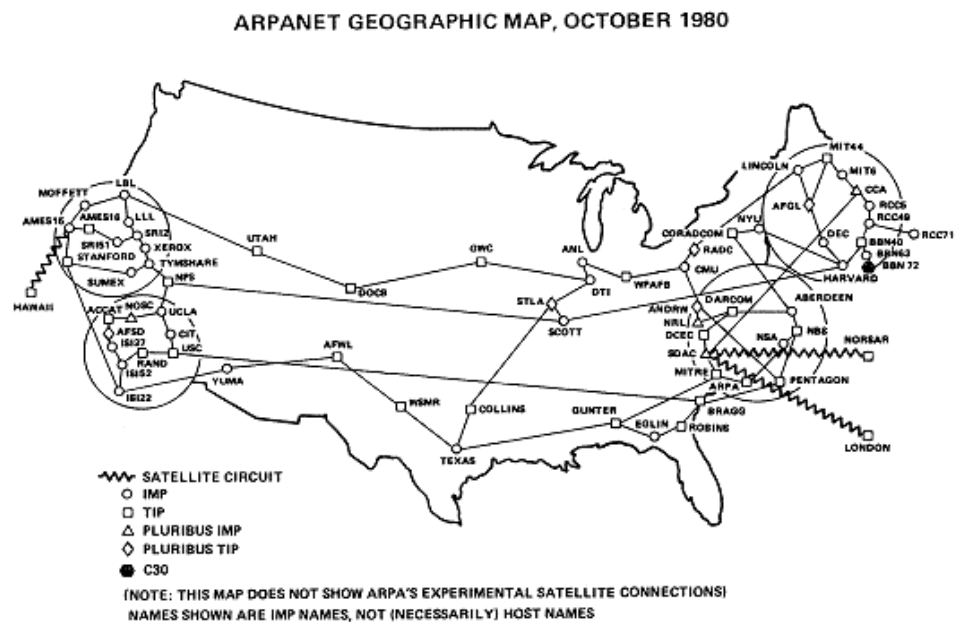 ARPANET GEOGRAPHIC MAP, OCTOBER 1980
MIT44
LINCOLN
MIT6
MOFFETT
LBL
CCA
AFGL
RCC5
AMES15
AMES16
LLL
RCC49
SRI2
NYU
RCC71
SRI51
XEROX
UTAH
GWC
ANL
CORADCOM
RADC
DEC
BBN40
STANFORD
TYMSHARE
BBN63
CMU
BBN72
SUMEX
NPS
DOCB
DTI
WPAFB
HARVARD
HAWAII
STLA
ANDRW
DARCOM
ABERDEEN
ACCAT
NOSC
UCLA
SCOTT
NRL
DCEC
NSA
NBS
AFSD
CIT
AFWL
NORSAR
ISI27
USC
SDAC
RAND
ISI52
YUMA
MITRE
ARPA
PENTAGON
ISI22
WSMR
COLLINS
GUNTER
BRAGG
EGLIN
ROBINS
LONDON
TEXAS
SATELLITE CIRCUIT
IMP
TIP
PLURIBUS IMP
PLURIBUS TIP
C30
(NOTE: THIS MAP DOES NOT SHOW ARPA'S EXPERIMENTAL SATELLITE CONNECTIONS)
NAMES SHOWN ARE IMP NAMES, NOT (NECESSARILY) HOST NAMES